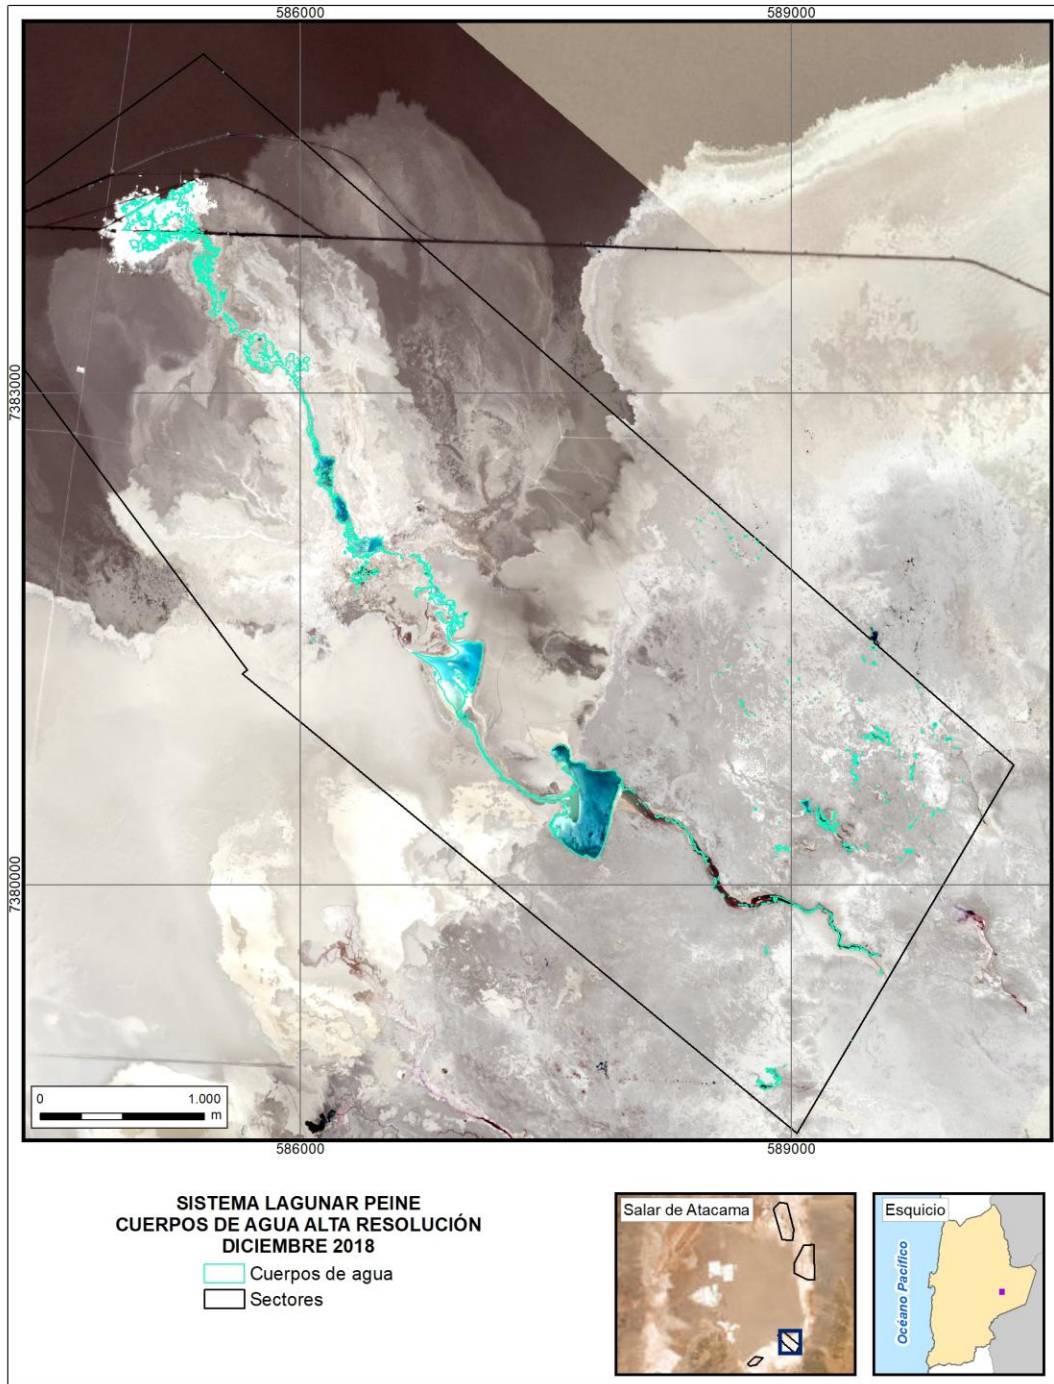 586000
589000
7383000
7380000
0 1.000
m
586000
589000
SISTEMA LAGUNAR PEINE
CUERPOS DE AGUA ALTA RESOLUCIÓN
DICIEMBRE 2018
Cuerpos de agua
Sectores
Salar de Atacama
Esquicio
Océano Pacífico